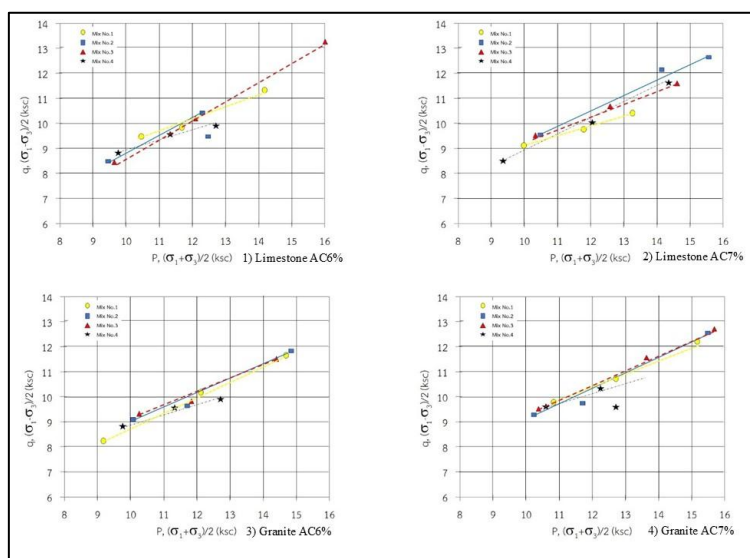 14
13
12
11
10
9
8
7
6
Mix No.1
Mix No.2
Mix No.3
Mix No.4
q, (σ₁-σ₃)/2 (ksc)
8 9 10 11 12 13 14 15 16
P, (σ₁+σ₃)/2 (ksc) 1) Limestone AC6%
14
13
12
11
10
9
8
7
6
Mix No.1
Mix No.2
Mix No.3
Mix No.4
q, (σ₁-σ₃)/2 (ksc)
8 9 10 11 12 13 14 15 16
P, (σ₁+σ₃)/2 (ksc) 2) Limestone AC7%
14
13
12
11
10
9
8
7
6
Mix No.1
Mix No.2
Mix No.3
Mix No.4
q, (σ₁-σ₃)/2 (ksc)
8 9 10 11 12 13 14 15 16
P, (σ₁+σ₃)/2 (ksc) 3) Granite AC6%
14
13
12
11
10
9
8
7
6
Mix No.1
Mix No.2
Mix No.3
Mix No.4
q, (σ₁-σ₃)/2 (ksc)
8 9 10 11 12 13 14 15 16
P, (σ₁+σ₃)/2 (ksc) 4) Granite AC7%